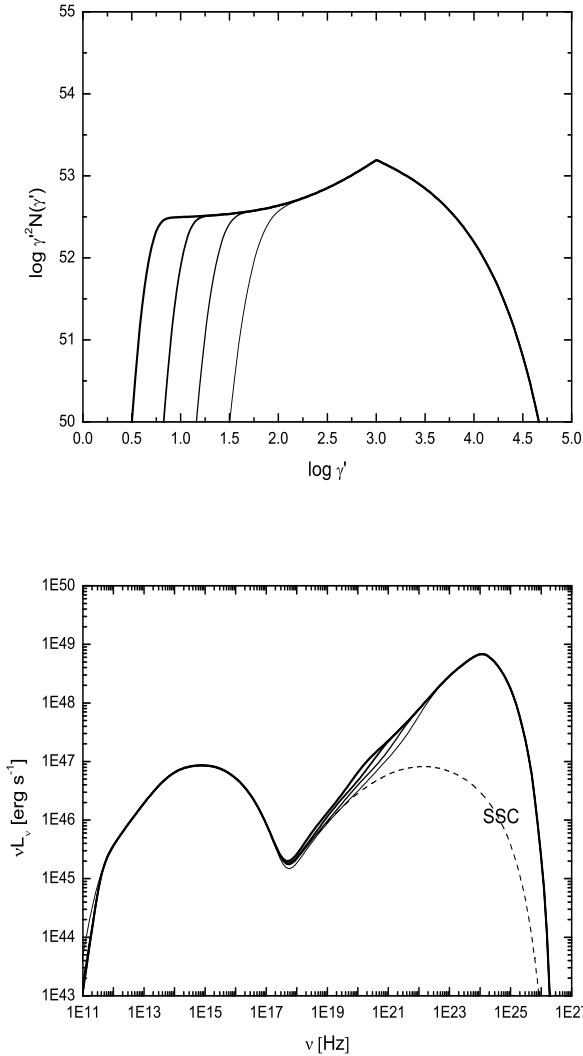 55
54
53
52
51
50
log γ'²N(γ')
0.0 0.5 1.0 1.5 2.0 2.5 3.0 3.5 4.0 4.5 5.0
log γ'
1E50
1E49
1E48
1E47
1E46
1E45
1E44
1E43
νLν [erg s⁻¹]
SSC
1E11 1E13 1E15 1E17 1E19 1E21 1E23 1E25 1E27
ν [Hz]